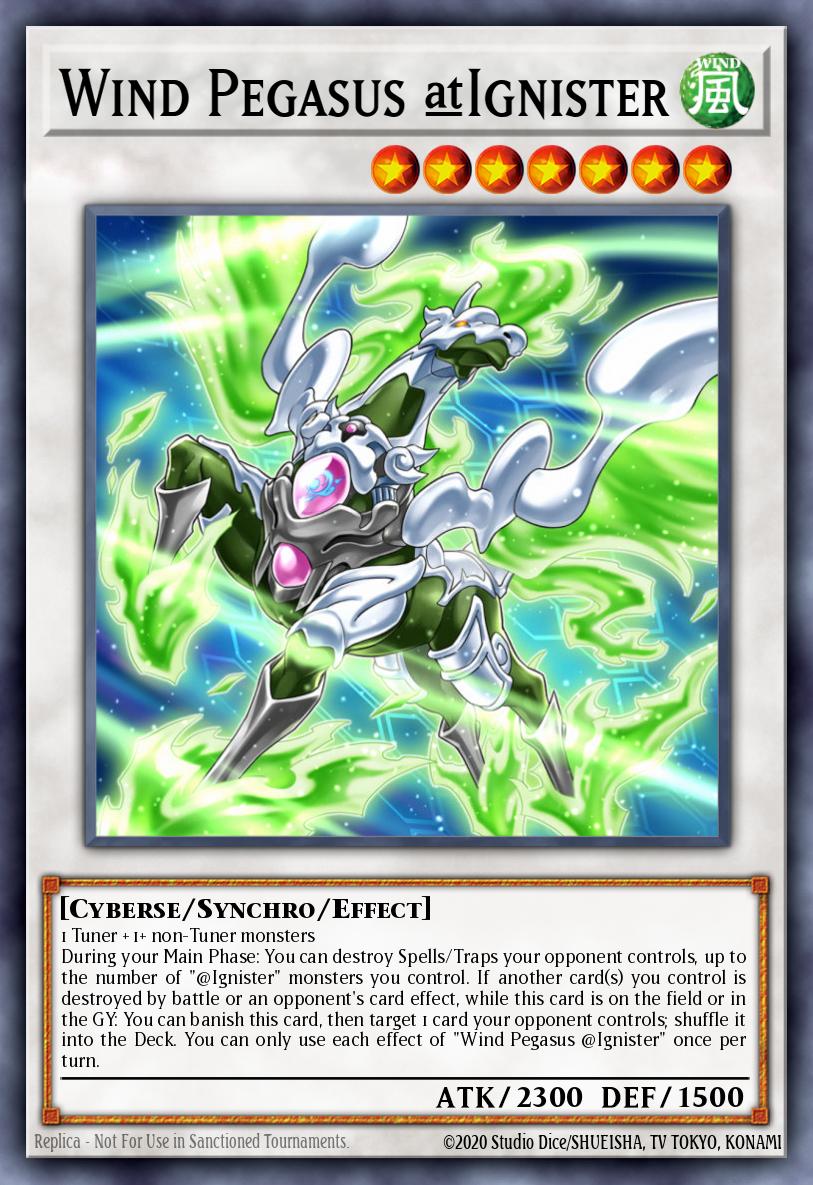 Wind Pegasus atIgnister
WIND
風
[Cyberse/Synchro/Effect]
1 Tuner + 1+ non-Tuner monsters
During your Main Phase: You can destroy Spells/Traps your opponent controls, up to
the number of "@Ignister" monsters you control. If another card(s) you control is
destroyed by battle or an opponent's card effect, while this card is on the field or in
the GY: You can banish this card, then target 1 card your opponent controls; shuffle it
into the Deck. You can only use each effect of "Wind Pegasus @Ignister" once per
turn.
ATK/2300 DEF/1500
Replica - Not For Use in Sanctioned Tournaments.
©2020 Studio Dice/SHUEISHA, TV TOKYO, KONAMI